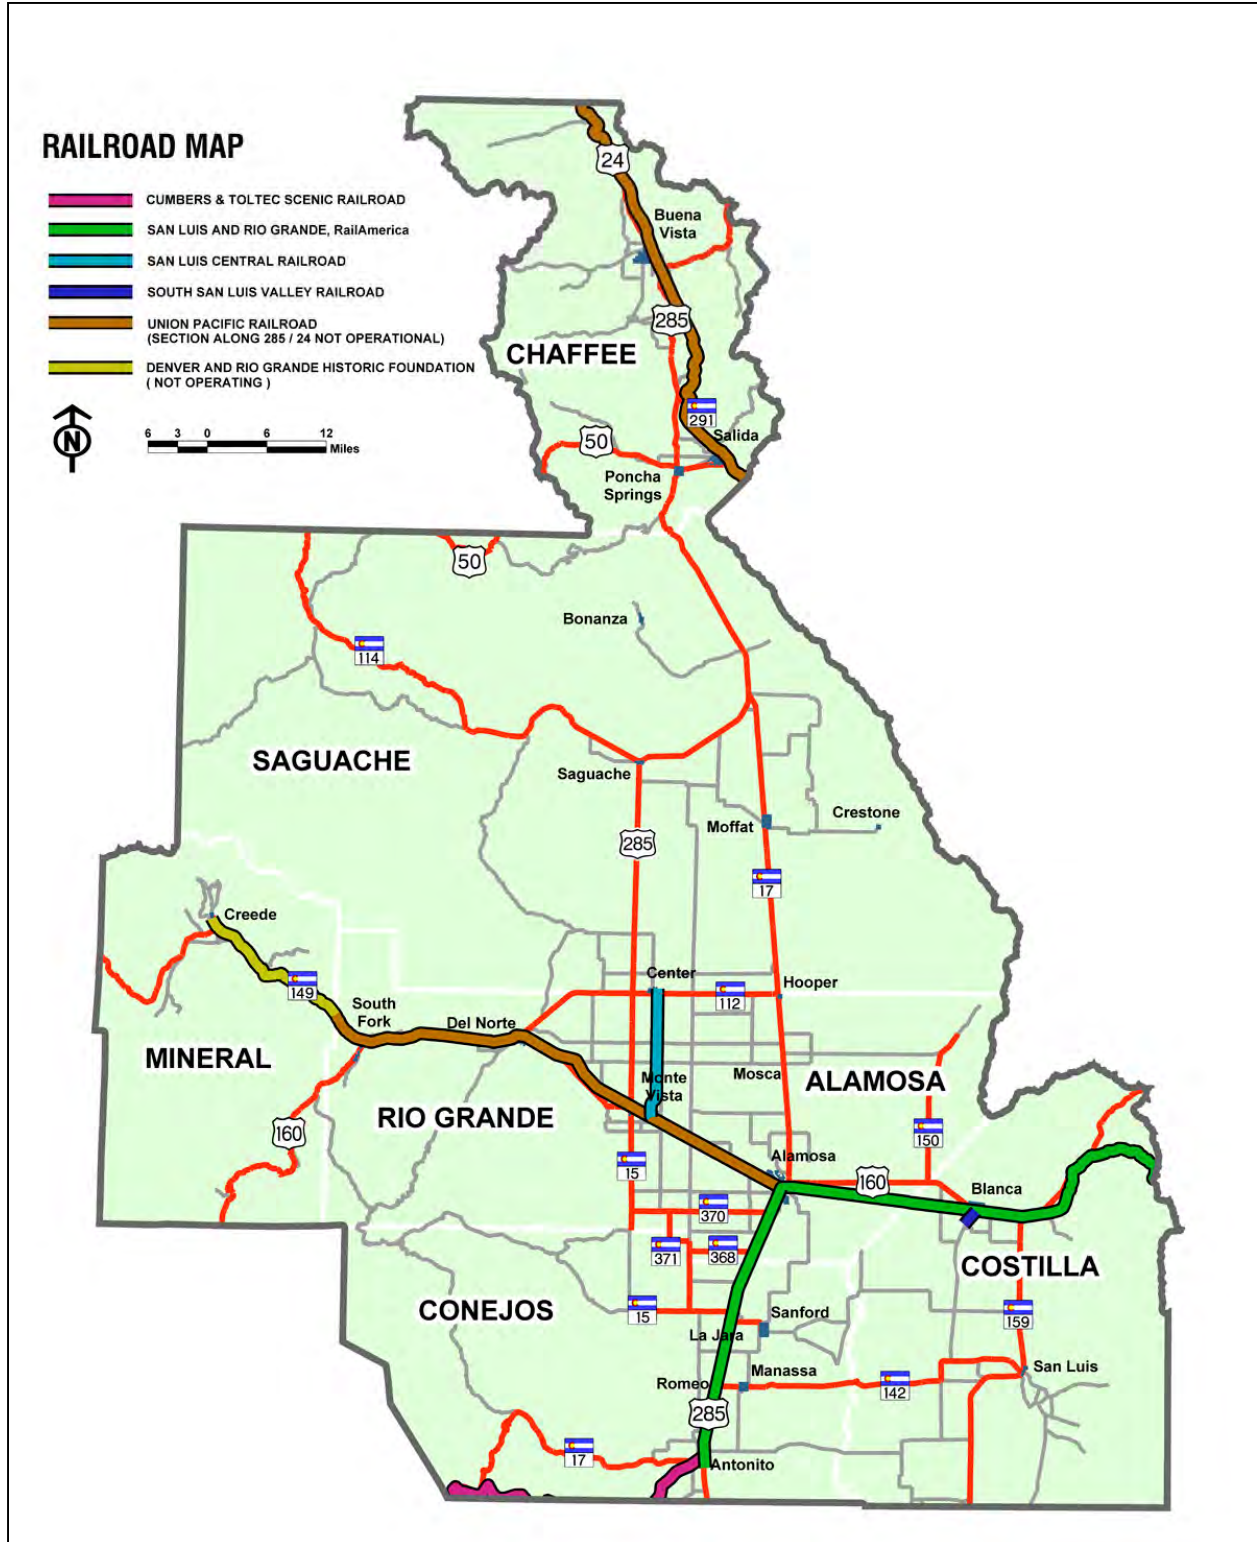 RAILROAD MAP
CUMBERS & TOLTEC SCENIC RAILROAD
SAN LUIS AND RIO GRANDE, RailAmerica
SAN LUIS CENTRAL RAILROAD
SOUTH SAN LUIS VALLEY RAILROAD
UNION PACIFIC RAILROAD
(SECTION ALONG 285 / 24 NOT OPERATIONAL)
DENVER AND RIO GRANDE HISTORIC FOUNDATION
( NOT OPERATING )
N
6 3 0 6 12
Miles
24
Buena
Vista
285
CHAFFEE
291
Salida
50
Poncha
Springs
50
Bonanza
114
SAGUACHE
Saguache
Crestone
Moffat
285
17
Creede
Center
Hooper
149
112
South
Fork
Del Norte
MINERAL
Mosca
ALAMOSA
Monte
Vista
RIO GRANDE
160
150
Alamosa
15
160
Blanca
370
371
368
COSTILLA
CONEJOS
15
Sanford
159
La Jara
San Luis
Manassa
Romeo
142
285
17
Antonito